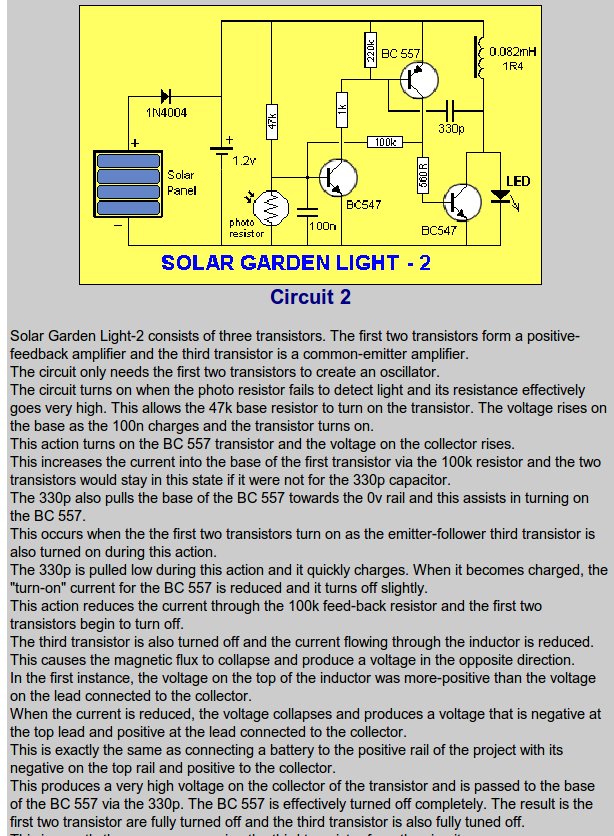 220k
BC 557
0.082mH
1R4
1N4004
47k
1k
330p
+
+
100k
1.2v
Solar
Panel
560R
LED
BC547
photo
resistor
100n
BC547
–
SOLAR GARDEN LIGHT - 2
Circuit 2
Solar Garden Light-2 consists of three transistors. The first two transistors form a positive-
feedback amplifier and the third transistor is a common-emitter amplifier.
The circuit only needs the first two transistors to create an oscillator.
The circuit turns on when the photo resistor fails to detect light and its resistance effectively
goes very high. This allows the 47k base resistor to turn on the transistor. The voltage rises on
the base as the 100n charges and the transistor turns on.
This action turns on the BC 557 transistor and the voltage on the collector rises.
This increases the current into the base of the first transistor via the 100k resistor and the two
transistors would stay in this state if it were not for the 330p capacitor.
The 330p also pulls the base of the BC 557 towards the 0v rail and this assists in turning on
the BC 557.
This occurs when the the first two transistors turn on as the emitter-follower third transistor is
also turned on during this action.
The 330p is pulled low during this action and it quickly charges. When it becomes charged, the
"turn-on" current for the BC 557 is reduced and it turns off slightly.
This action reduces the current through the 100k feed-back resistor and the first two
transistors begin to turn off.
The third transistor is also turned off and the current flowing through the inductor is reduced.
This causes the magnetic flux to collapse and produce a voltage in the opposite direction.
In the first instance, the voltage on the top of the inductor was more-positive than the voltage
on the lead connected to the collector.
When the current is reduced, the voltage collapses and produces a voltage that is negative at
the top lead and positive at the lead connected to the collector.
This is exactly the same as connecting a battery to the positive rail of the project with its
negative on the top rail and positive to the collector.
This produces a very high voltage on the collector of the transistor and is passed to the base
of the BC 557 via the 330p. The BC 557 is effectively turned off completely. The result is the
first two transistor are fully turned off and the third transistor is also fully tuned off.